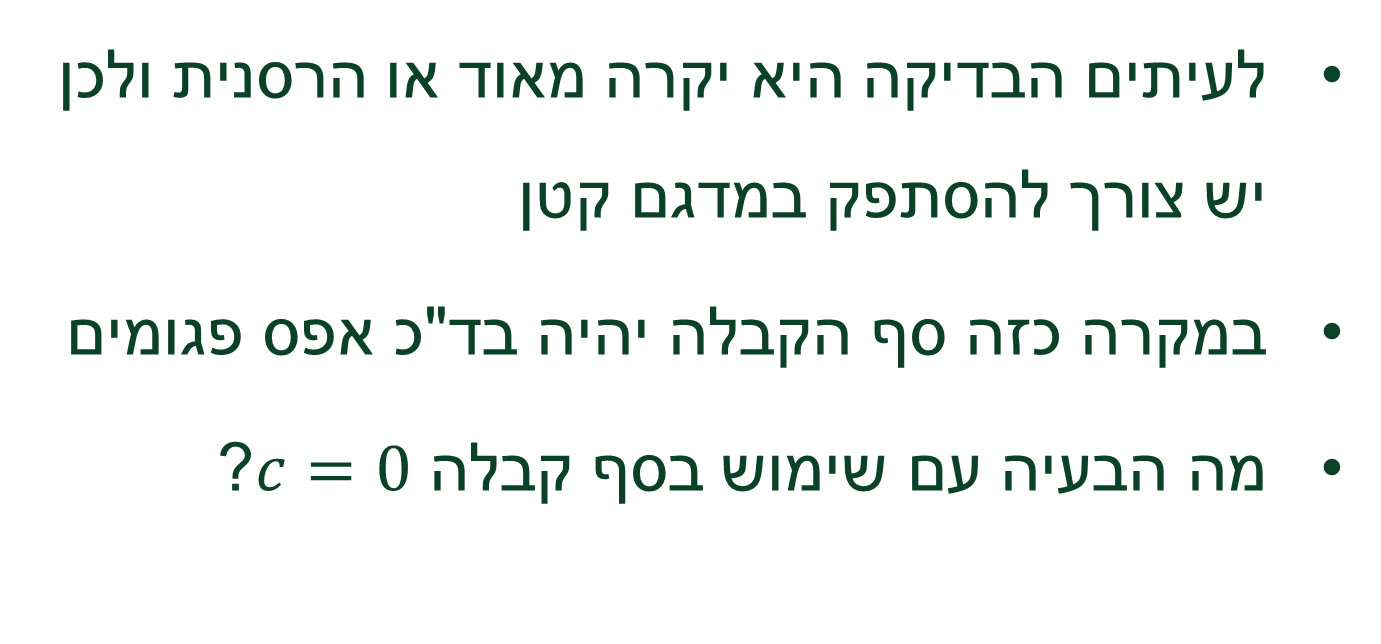 • לעיתים הבדיקה היא יקרה מאוד או הרסנית ולכן
יש צורך להסתפק במדגם קטן
• במקרה כזה סף הקבלה יהיה בד"כ אפס פגומים
• מה הבעיה עם שימוש בסף קבלה c = 0?